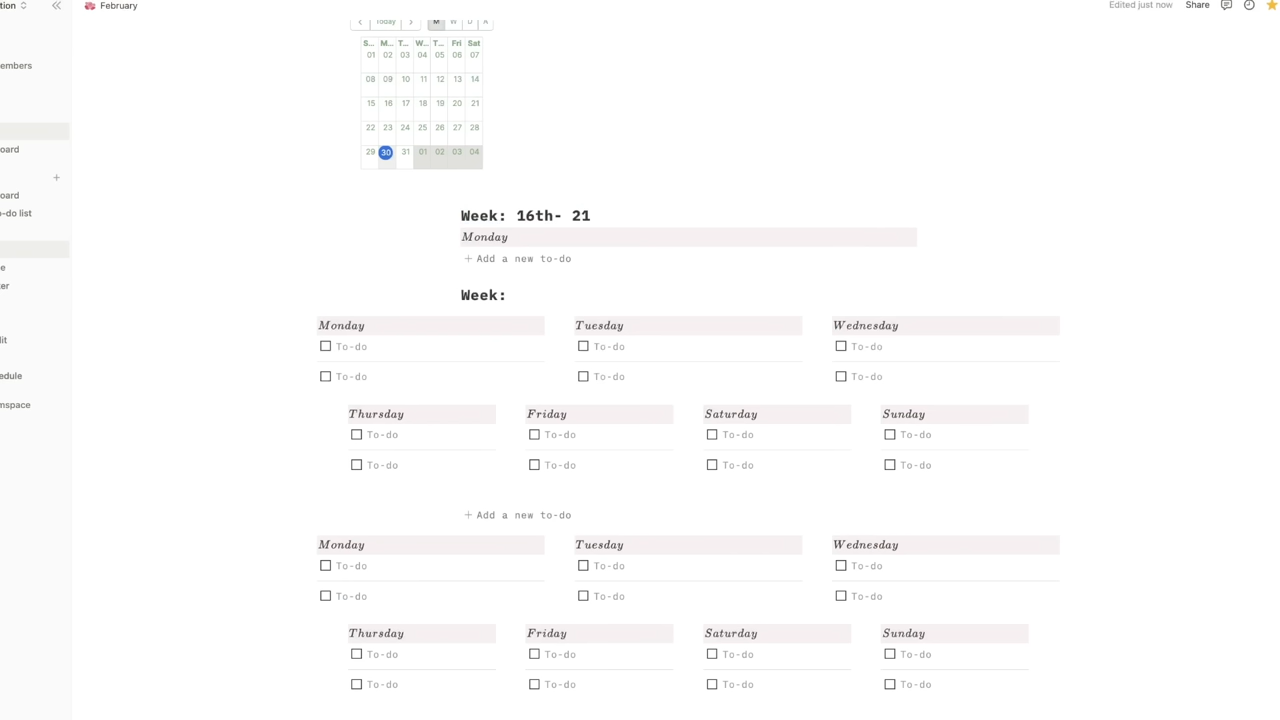 tion
February
Edited just now Share
Today M W D A
S... M... T... W... T... Fri Sat
01 02 03 04 05 06 07
08 09 10 11 12 13 14
15 16 17 18 19 20 21
22 23 24 25 26 27 28
29 30 31 01 02 03 04
embers
oard
oard
o-do list
e
er
it
edule
mspace
Week: 16th- 21
Monday
+ Add a new to-do
Week:
Monday Tuesday Wednesday
To-do To-do To-do
To-do To-do To-do
Thursday Friday Saturday Sunday
To-do To-do To-do To-do
To-do To-do To-do To-do
+ Add a new to-do
Monday Tuesday Wednesday
To-do To-do To-do
To-do To-do To-do
Thursday Friday Saturday Sunday
To-do To-do To-do To-do
To-do To-do To-do To-do